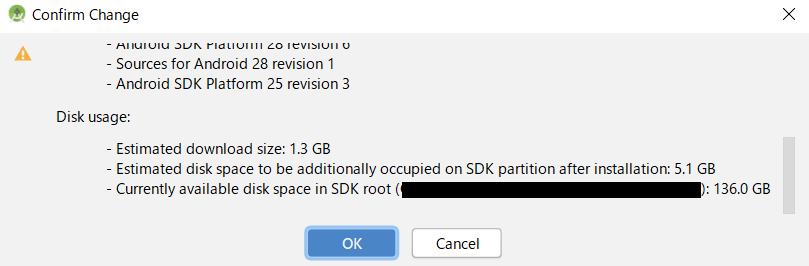 Confirm Change
- Android SDK Platform 28 revision 6
- Sources for Android 28 revision 1
- Android SDK Platform 25 revision 3
Disk usage:
- Estimated download size: 1.3 GB
- Estimated disk space to be additionally occupied on SDK partition after installation: 5.1 GB
- Currently available disk space in SDK root ( ): 136.0 GB
OK
Cancel